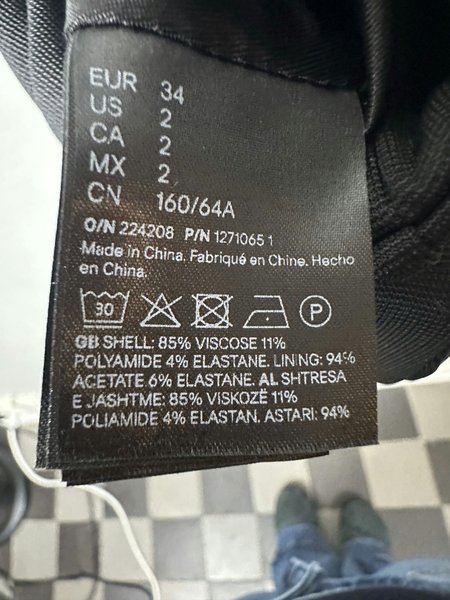 EUR 34
US 2
CA 2
MX 2
CN 160/64A
O/N 224208 P/N 1271065 1
Made in China. Fabriqué en Chine. Hecho
en China.
30 P
GB SHELL: 85% VISCOSE 11%
POLYAMIDE 4% ELASTANE. LINING: 94%
ACETATE 6% ELASTANE. AL SHTRESA
E JASHTME: 85% VISKOZË 11%
POLIAMIDE 4% ELASTAN. ASTARI: 94%